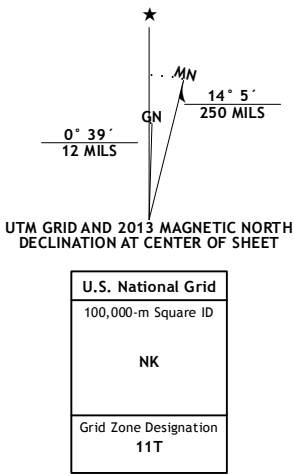 ★
MN
GN
14° 5´
250 MILS
0° 39´
12 MILS
UTM GRID AND 2013 MAGNETIC NORTH
DECLINATION AT CENTER OF SHEET
U.S. National Grid
100,000-m Square ID
NK
Grid Zone Designation
11T